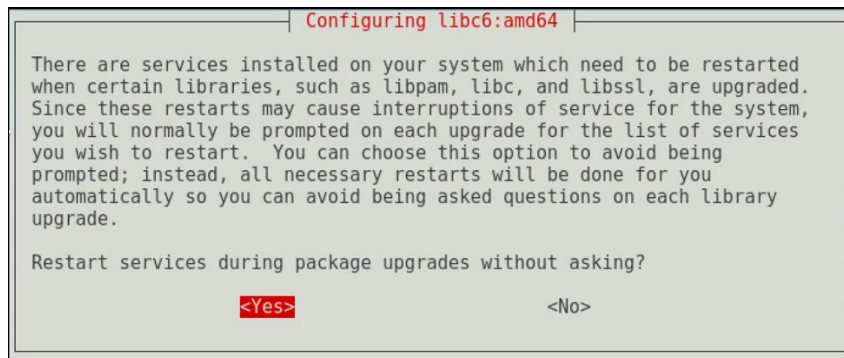 Configuring libc6:amd64
There are services installed on your system which need to be restarted
when certain libraries, such as libpam, libc, and libssl, are upgraded.
Since these restarts may cause interruptions of service for the system,
you will normally be prompted on each upgrade for the list of services
you wish to restart.  You can choose this option to avoid being
prompted; instead, all necessary restarts will be done for you
automatically so you can avoid being asked questions on each library
upgrade.
Restart services during package upgrades without asking?
<Yes> <No>